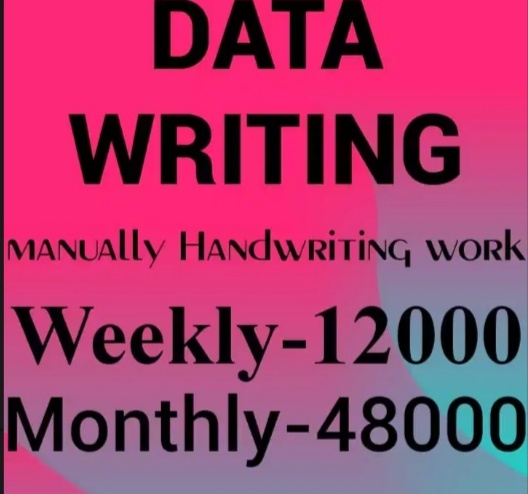 DATA
WRITING
MANUALLY HANDWRITING WORK
Weekly-12000
Monthly-48000